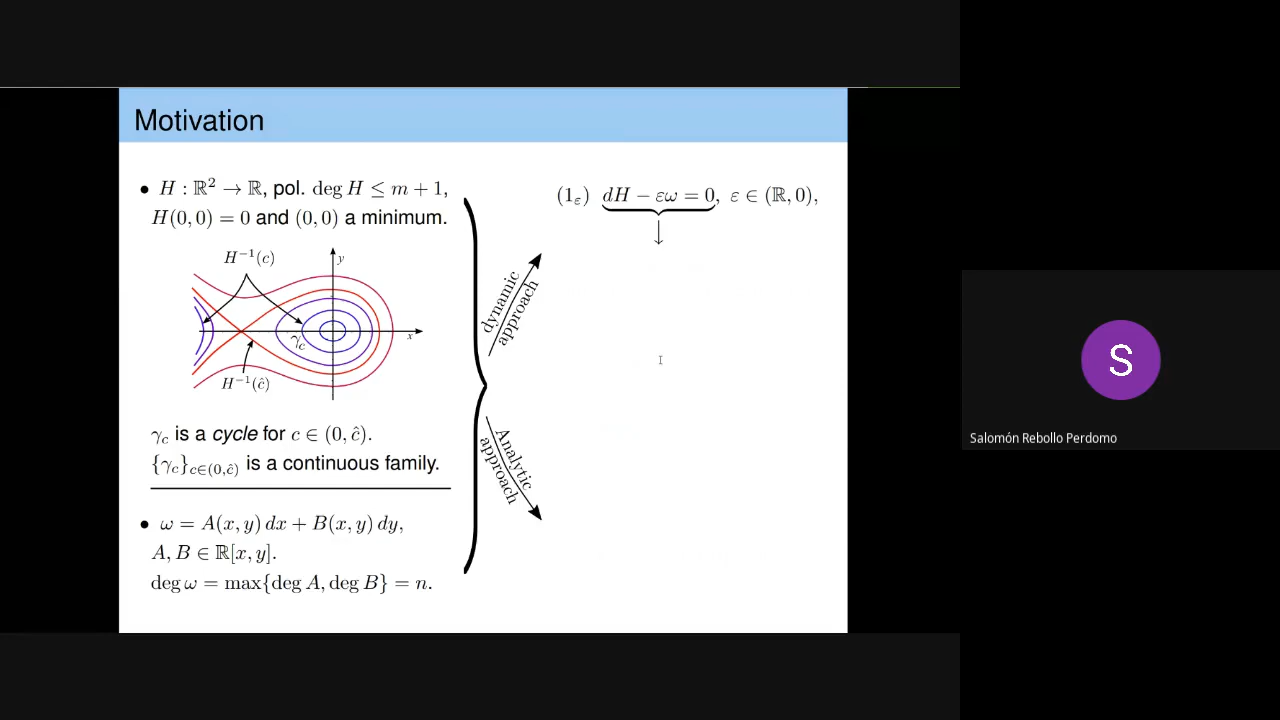 Motivation
• H : ℝ² → ℝ, pol. deg H ≤ m + 1,
H(0, 0) = 0 and (0, 0) a minimum.
H⁻¹(c)
y
x
γ_c
H⁻¹(ĉ)
γ_c is a cycle for c ∈ (0, ĉ).
{γ_c}_{c∈(0,ĉ)} is a continuous family.
• ω = A(x, y) dx + B(x, y) dy,
A, B ∈ ℝ[x, y].
deg ω = max{deg A, deg B} = n.
dynamic
approach
Analytic
approach
(1_ε) dH − εω = 0, ε ∈ (ℝ, 0),
S
Salomón Rebollo Perdomo